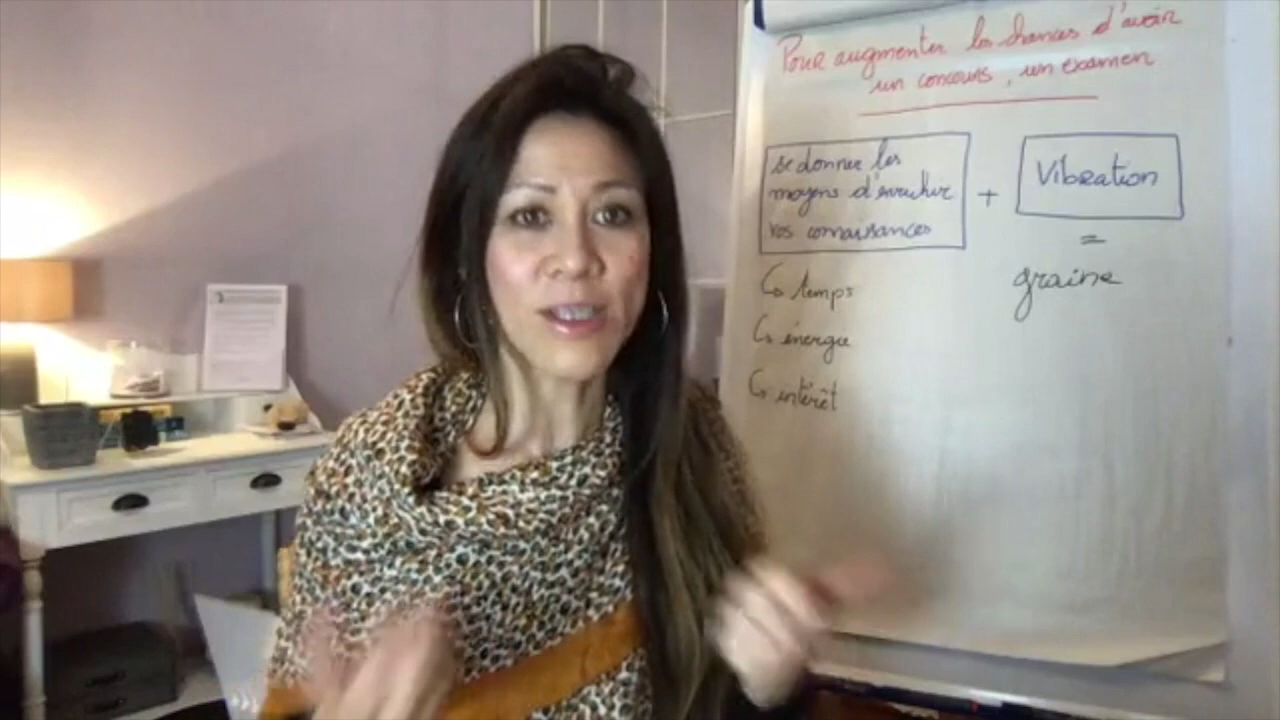 Pour augmenter les chances d'avoir
un concours, un examen
se donner les
moyens d'enrichir
vos connaissances
+
Vibration
=
graine
↳ temps
↳ énergie
↳ intérêt